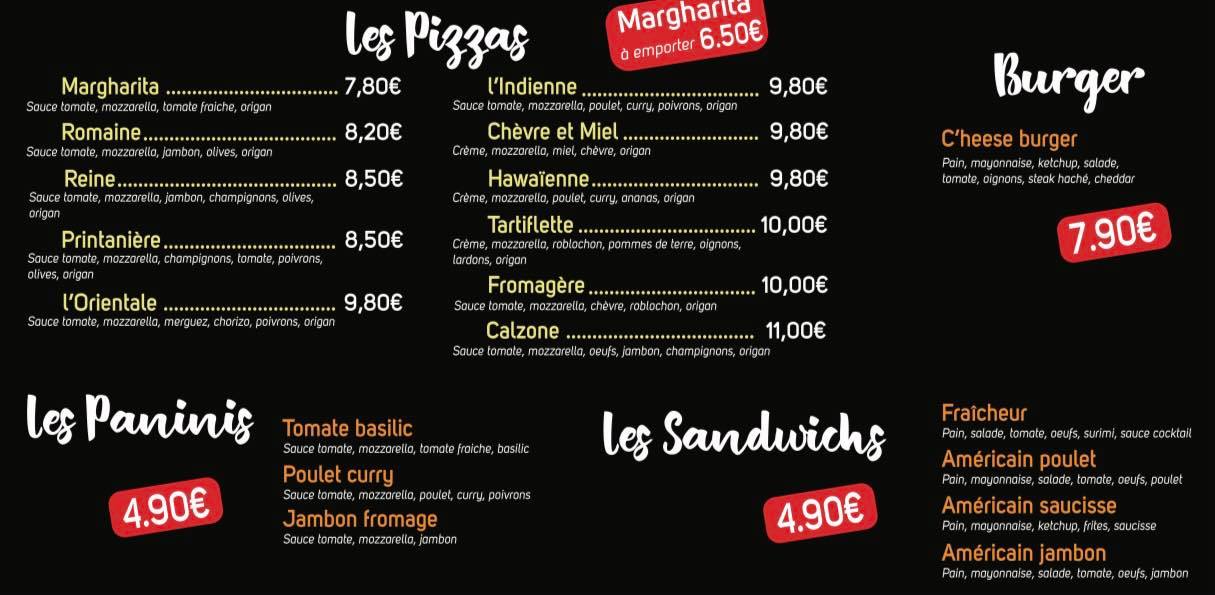 les Pizzas
Margharita
à emporter 6.50€
Margharita ................................. 7,80€
Sauce tomate, mozzarella, tomate fraiche, origan
Romaine..................................... 8,20€
Sauce tomate, mozzarella, jambon, olives, origan
Reine.......................................... 8,50€
Sauce tomate, mozzarella, jambon, champignons, olives,
origan
Printanière................................. 8,50€
Sauce tomate, mozzarella, champignons, tomate, poivrons,
olives, origan
l'Orientale ................................. 9,80€
Sauce tomate, mozzarella, merguez, chorizo, poivrons, origan
l'Indienne .................................. 9,80€
Sauce tomate, mozzarella, poulet, curry, poivrons, origan
Chèvre et Miel .......................... 9,80€
Crème, mozzarella, miel, chèvre, origan
Hawaïenne................................ 9,80€
Crème, mozzarella, poulet, curry, ananas, origan
Tartiflette .................................. 10,00€
Crème, mozzarella, roblochon, pommes de terre, oignons,
lardons, origan
Fromagère ................................ 10,00€
Sauce tomate, mozzarella, chèvre, roblochon, origan
Calzone .................................... 11,00€
Sauce tomate, mozzarella, oeufs, jambon, champignons, origan
Burger
C'heese burger
Pain, mayonnaise, ketchup, salade,
tomate, oignons, steak haché, cheddar
7.90€
les Paninis
4.90€
Tomate basilic
Sauce tomate, mozzarella, tomate fraiche, basilic
Poulet curry
Sauce tomate, mozzarella, poulet, curry, poivrons
Jambon fromage
Sauce tomate, mozzarella, jambon
les Sandwichs
4.90€
Fraîcheur
Pain, salade, tomate, oeufs, surimi, sauce cocktail
Américain poulet
Pain, mayonnaise, salade, tomate, oeufs, poulet
Américain saucisse
Pain, mayonnaise, ketchup, frites, saucisse
Américain jambon
Pain, mayonnaise, salade, tomate, oeufs, jambon